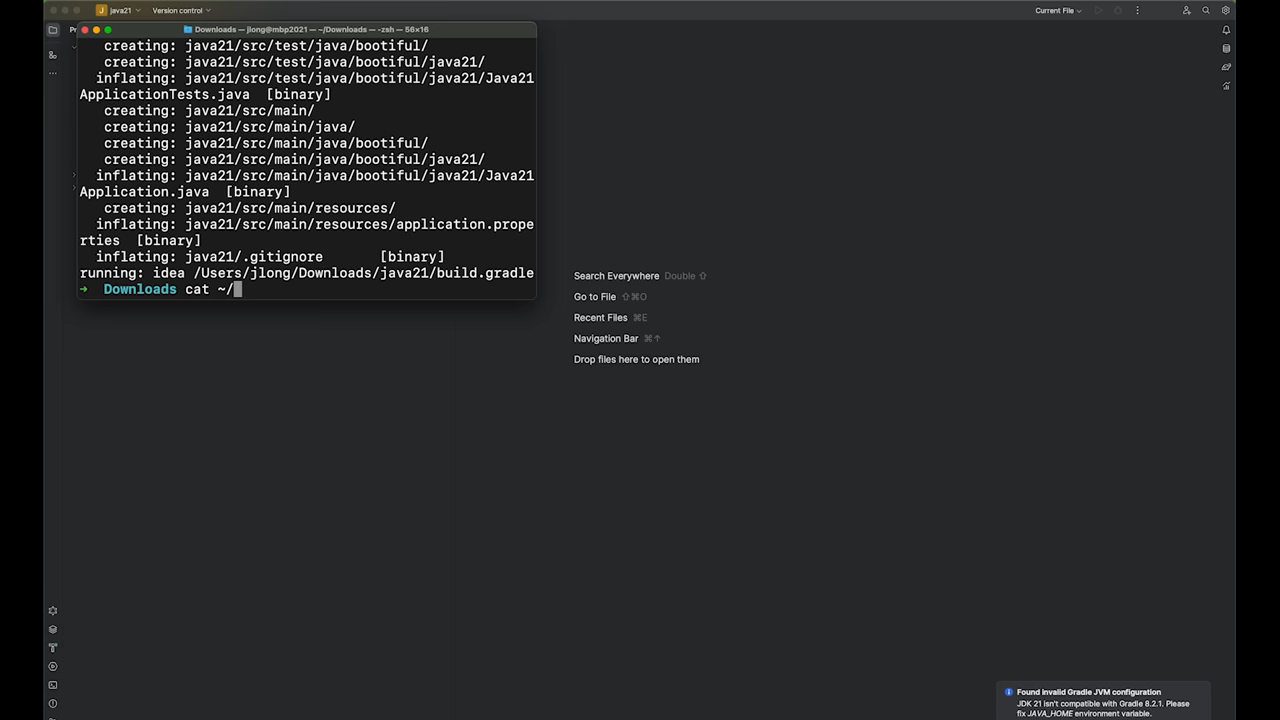 java21
Version control
Current File
Pr
Downloads — jlong@mbp2021 — ~/Downloads — -zsh — 56×16
creating: java21/src/test/java/bootiful/
creating: java21/src/test/java/bootiful/java21/
inflating: java21/src/test/java/bootiful/java21/Java21
ApplicationTests.java  [binary]
creating: java21/src/main/
creating: java21/src/main/java/
creating: java21/src/main/java/bootiful/
creating: java21/src/main/java/bootiful/java21/
inflating: java21/src/main/java/bootiful/java21/Java21
Application.java  [binary]
creating: java21/src/main/resources/
inflating: java21/src/main/resources/application.prope
rties  [binary]
inflating: java21/.gitignore       [binary]
running: idea /Users/jlong/Downloads/java21/build.gradle
→  Downloads cat ~/
Search Everywhere Double ⇧
Go to File ⇧⌘O
Recent Files ⌘E
Navigation Bar ⌘↑
Drop files here to open them
Found invalid Gradle JVM configuration
JDK 21 isn't compatible with Gradle 8.2.1. Please
fix JAVA_HOME environment variable.